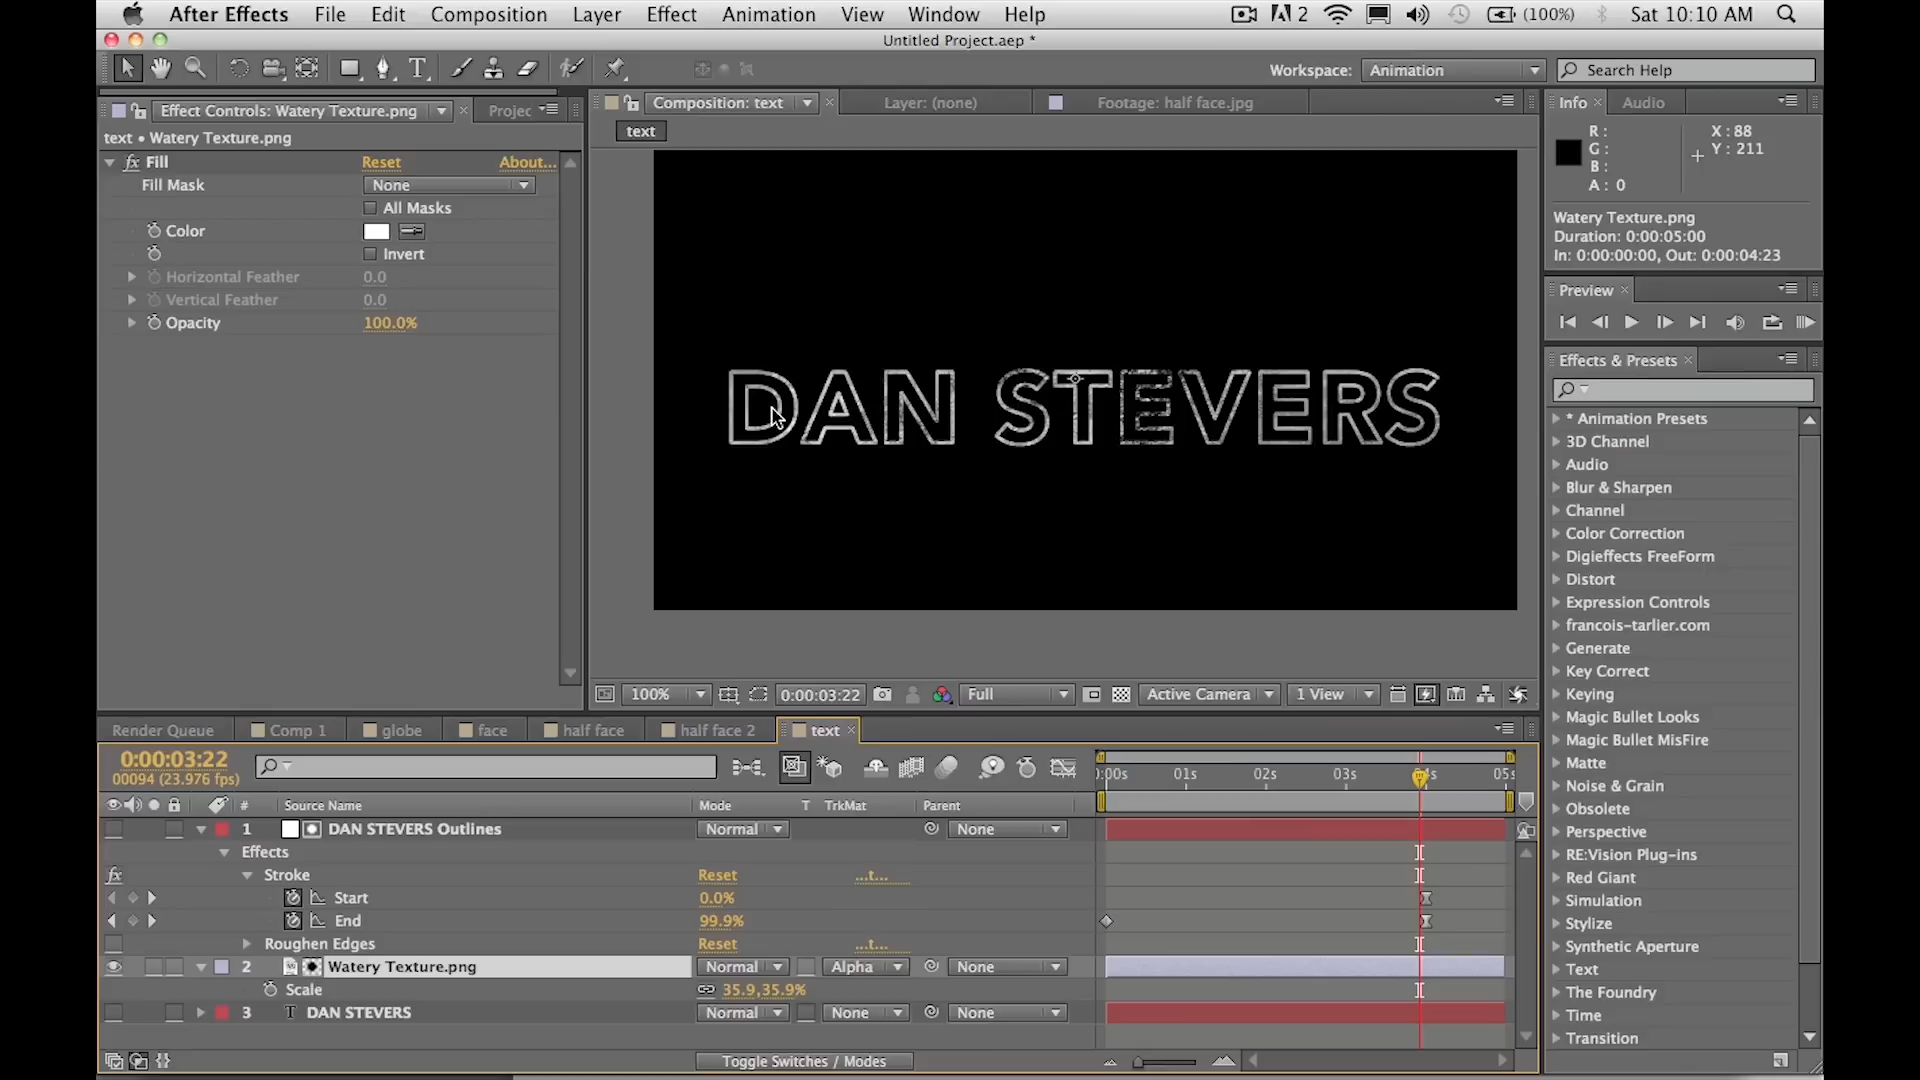 After Effects File Edit Composition Layer Effect Animation View Window Help 2 (100%) Sat 10:10 AM
Untitled Project.aep *
Workspace: Animation Search Help
Effect Controls: Watery Texture.png Projec
Composition: text Layer: (none) Footage: half face.jpg
Info Audio
text • Watery Texture.png
text
fx Fill Reset About...
Fill Mask None
All Masks
Color
Invert
Horizontal Feather 0.0
Vertical Feather 0.0
Opacity 100.0%
R :
G :
B :
A : 0
X : 88
Y : 211
Watery Texture.png
Duration: 0:00:05:00
In: 0:00:00:00, Out: 0:00:04:23
Preview
Effects & Presets
DAN STEVERS
* Animation Presets
3D Channel
Audio
Blur & Sharpen
Channel
Color Correction
Digieffects FreeForm
Distort
Expression Controls
francois-tarlier.com
Generate
Key Correct
Keying
Magic Bullet Looks
Magic Bullet MisFire
Matte
Noise & Grain
Obsolete
Perspective
RE:Vision Plug-ins
Red Giant
Simulation
Stylize
Synthetic Aperture
Text
The Foundry
Time
Transition
100% 0:00:03:22 Full Active Camera 1 View
Render Queue Comp 1 globe face half face half face 2 text
0:00:03:22
00094 (23.976 fps)
):00s 01s 02s 03s 04s 05s
# Source Name Mode T TrkMat Parent
1 DAN STEVERS Outlines Normal None
Effects
fx Stroke Reset ...t...
Start 0.0%
End 99.9%
Roughen Edges Reset ...t...
2 Watery Texture.png Normal Alpha None
Scale 35.9,35.9%
3 T DAN STEVERS Normal None None
Toggle Switches / Modes